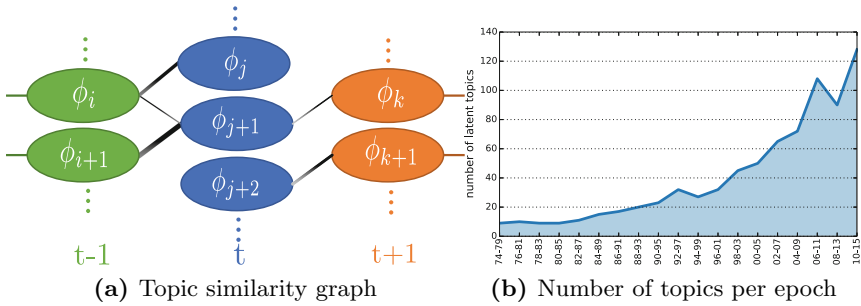 ϕi
ϕi+1
ϕj
ϕj+1
ϕj+2
ϕk
ϕk+1
t-1
t
t+1
(a) Topic similarity graph
number of latent topics
140
120
100
80
60
40
20
0
74-79
76-81
78-83
80-85
82-87
84-89
86-91
88-93
90-95
92-97
94-99
96-01
98-03
00-05
02-07
04-09
06-11
08-13
10-15
(b) Number of topics per epoch